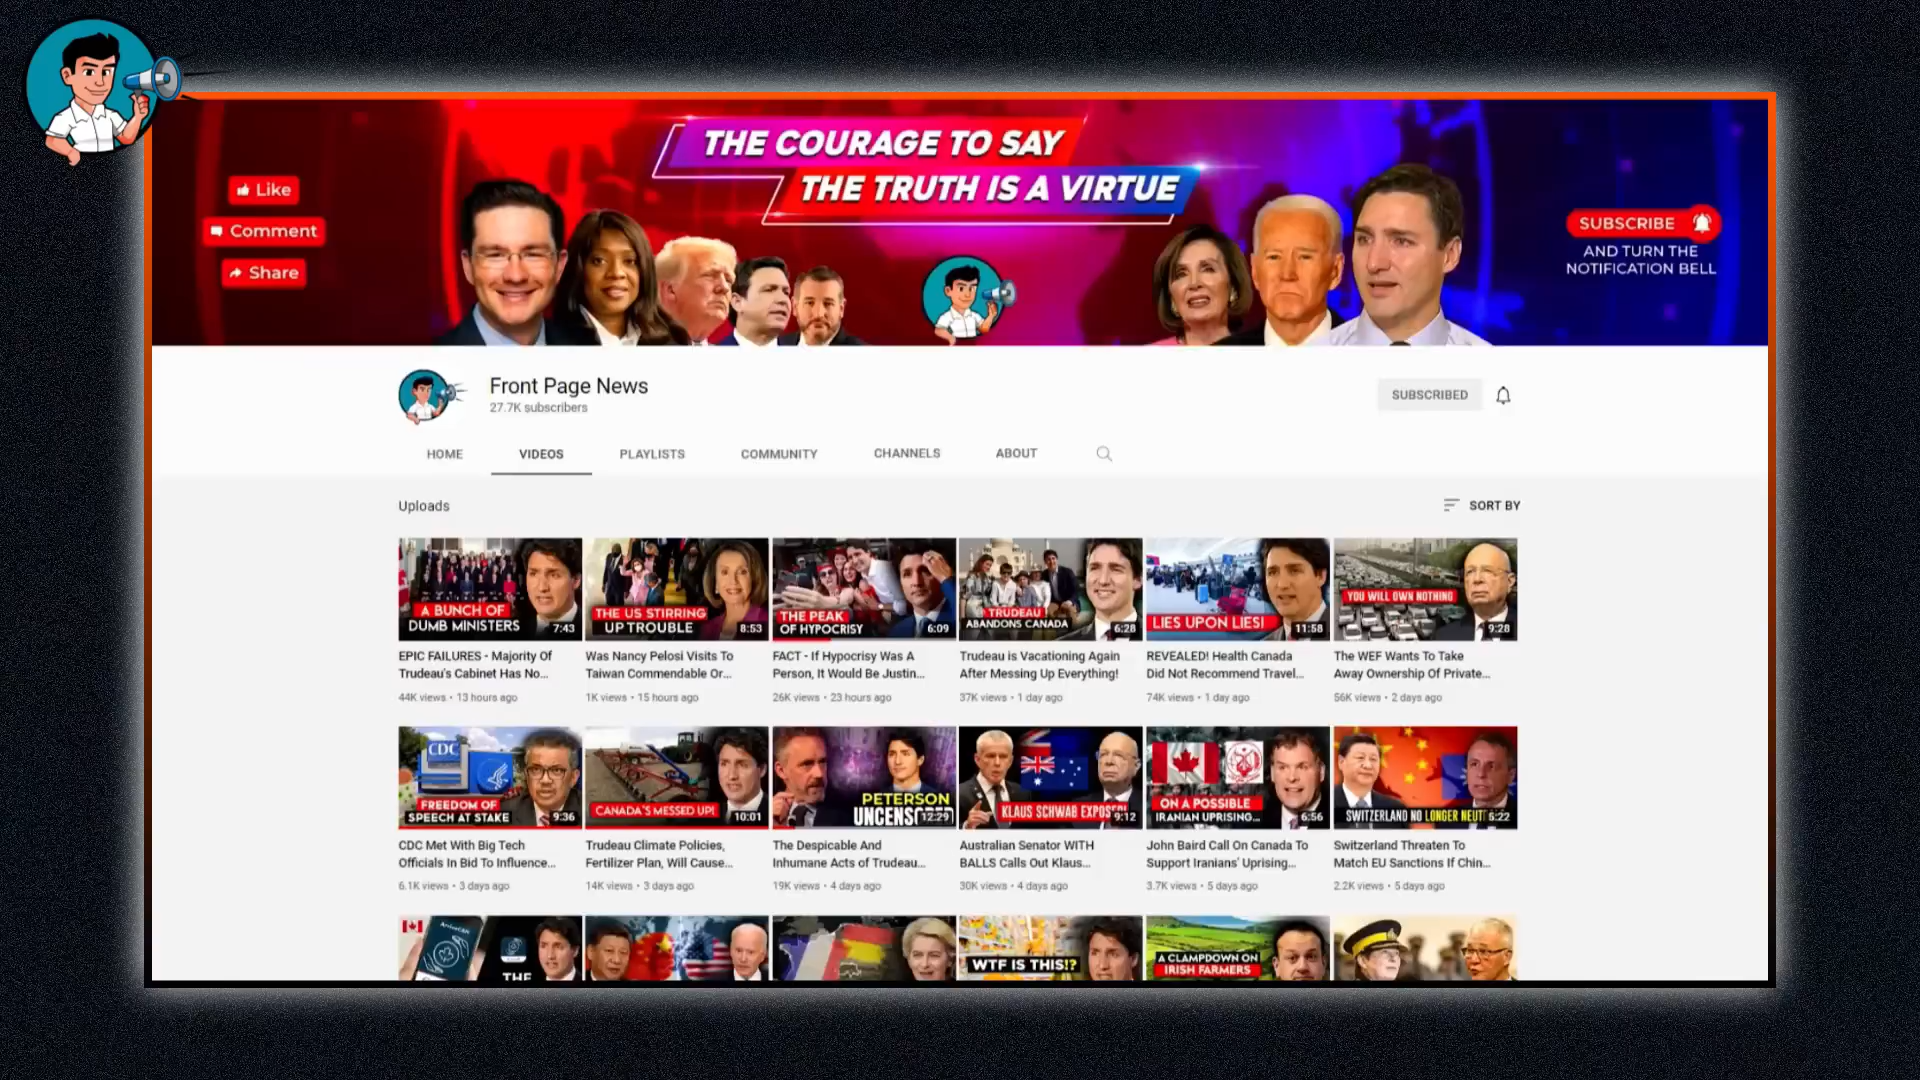 THE COURAGE TO SAY
THE TRUTH IS A VIRTUE
Like
Comment
Share
SUBSCRIBE
AND TURN THE
NOTIFICATION BELL
Front Page News
27.7K subscribers
SUBSCRIBED
HOME VIDEOS PLAYLISTS COMMUNITY CHANNELS ABOUT
Uploads
SORT BY
A BUNCH OF
DUMB MINISTERS
7:43
THE US STIRRING
UP TROUBLE
8:53
THE PEAK
OF HYPOCRISY
6:09
TRUDEAU
ABANDONS CANADA
6:28
LIES UPON LIES!
11:58
YOU WILL OWN NOTHING
9:28
EPIC FAILURES - Majority Of
Trudeau's Cabinet Has No...
44K views • 13 hours ago
Was Nancy Pelosi Visits To
Taiwan Commendable Or...
1K views • 15 hours ago
FACT - If Hypocrisy Was A
Person, It Would Be Justin...
26K views • 23 hours ago
Trudeau is Vacationing Again
After Messing Up Everything!
37K views • 1 day ago
REVEALED! Health Canada
Did Not Recommend Travel...
74K views • 1 day ago
The WEF Wants To Take
Away Ownership Of Private...
56K views • 2 days ago
CDC
FREEDOM OF
SPEECH AT STAKE
9:36
CANADA'S MESSED UP!
10:01
PETERSON
UNCENSORED
12:29
KLAUS SCHWAB EXPOSED!
9:12
ON A POSSIBLE
IRANIAN UPRISING...
6:56
SWITZERLAND NO LONGER NEUT
5:22
CDC Met With Big Tech
Officials In Bid To Influence...
6.1K views • 3 days ago
Trudeau Climate Policies,
Fertilizer Plan, Will Cause...
14K views • 3 days ago
The Despicable And
Inhumane Acts of Trudeau...
19K views • 4 days ago
Australian Senator WITH
BALLS Calls Out Klaus...
30K views • 4 days ago
John Baird Call On Canada To
Support Iranians' Uprising...
3.7K views • 5 days ago
Switzerland Threaten To
Match EU Sanctions If Chin...
2.2K views • 5 days ago
ArriveCAN
THE
WTF IS THIS!?
A CLAMPDOWN ON
IRISH FARMERS